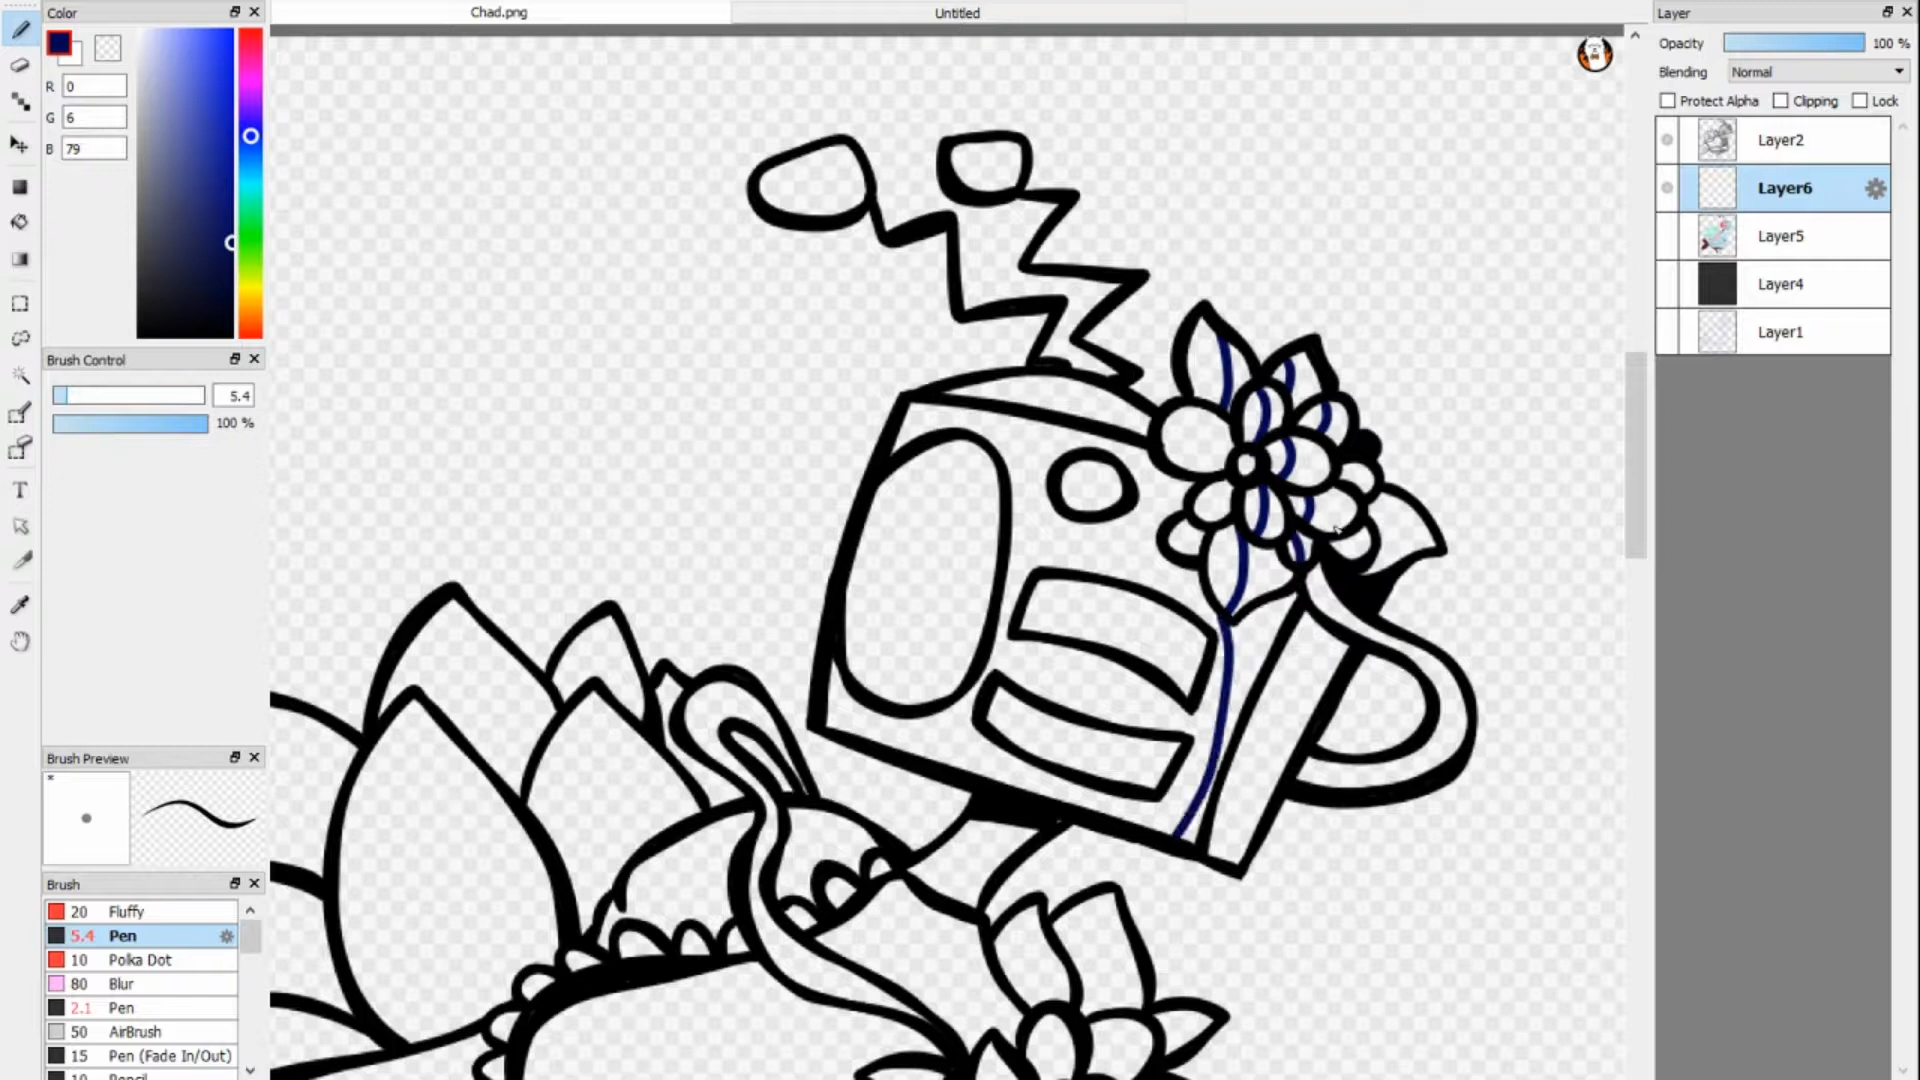 Color
R 0
G 6
B 79
Brush Control
5.4
100 %
Brush Preview
*
Brush
20 Fluffy
5.4 Pen
10 Polka Dot
80 Blur
2.1 Pen
50 AirBrush
15 Pen (Fade In/Out)
10 Pencil
T
Chad.png
Untitled
Layer
Opacity 100 %
Blending Normal
Protect Alpha Clipping Lock
Layer2
Layer6
Layer5
Layer4
Layer1